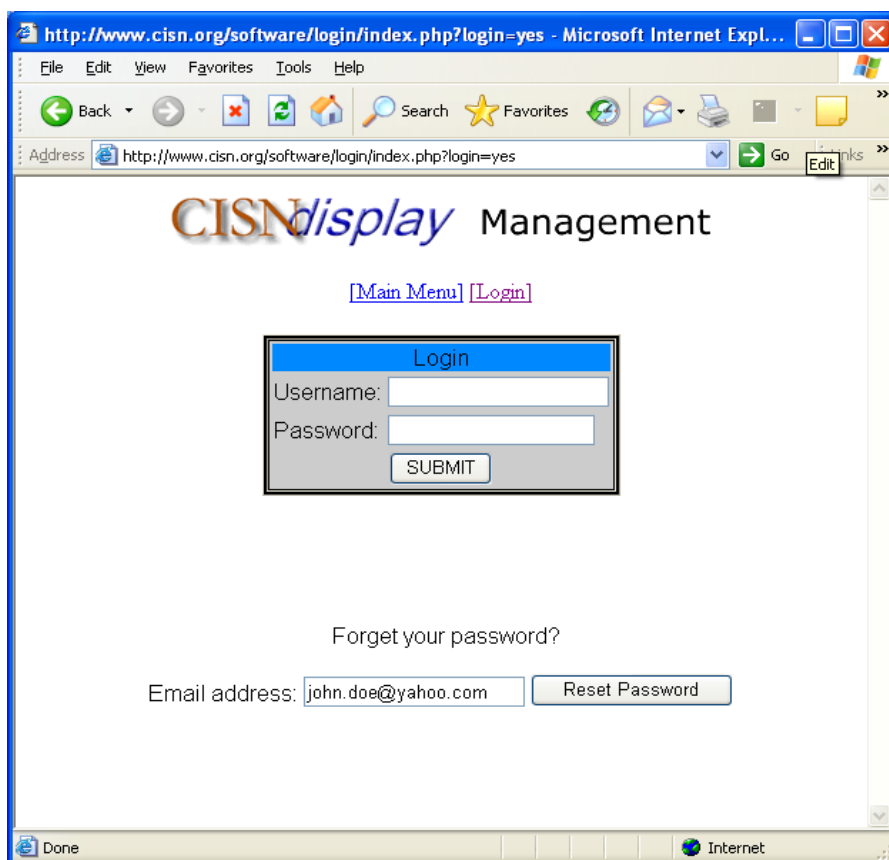 http://www.cisn.org/software/login/index.php?login=yes - Microsoft Internet Expl...
File Edit View Favorites Tools Help
Back Search Favorites »
Address http://www.cisn.org/software/login/index.php?login=yes Go Edit »
CISNdisplay Management
[Main Menu] [Login]
Login
Username:
Password:
SUBMIT
Forget your password?
Email address: john.doe@yahoo.com Reset Password
Done Internet